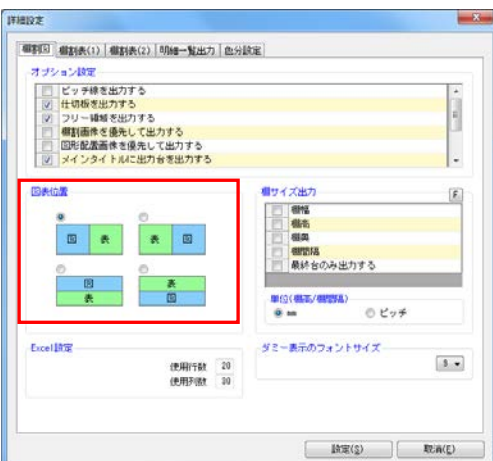 詳細設定
棚割図 棚割表(1) 棚割表(2) 明細一覧出力 色分設定
オプション設定
ピッチ線を出力する
仕切板を出力する
フリー領域を出力する
棚割画像を優先して出力する
図形配置画像を優先して出力する
メインタイトルに出力台を出力する
図表位置
図 表 表 図
図 表
表 図
棚サイズ出力 F
棚幅
棚高
棚奥
棚間隔
最終台のみ出力する
単位(棚高/棚間隔)
mm ピッチ
Excel設定
使用行数 20
使用列数 30
ダミー表示のフォントサイズ
9
設定(S) 取消(E)